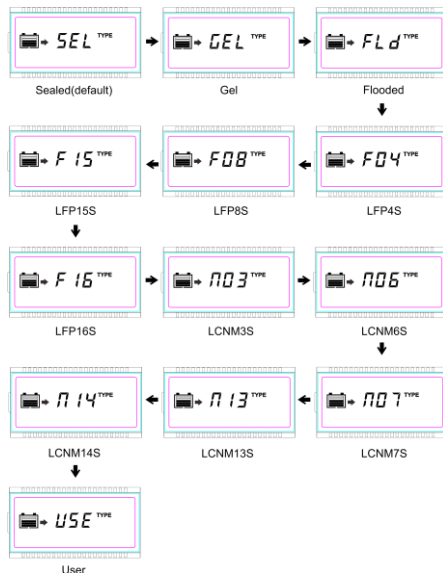 SEL TYPE
GEL TYPE
FLd TYPE
Sealed(default)
Gel
Flooded
F15 TYPE
F08 TYPE
F04 TYPE
LFP15S
LFP8S
LFP4S
F16 TYPE
n03 TYPE
n06 TYPE
LFP16S
LCNM3S
LCNM6S
n14 TYPE
n13 TYPE
n07 TYPE
LCNM14S
LCNM13S
LCNM7S
USE TYPE
User